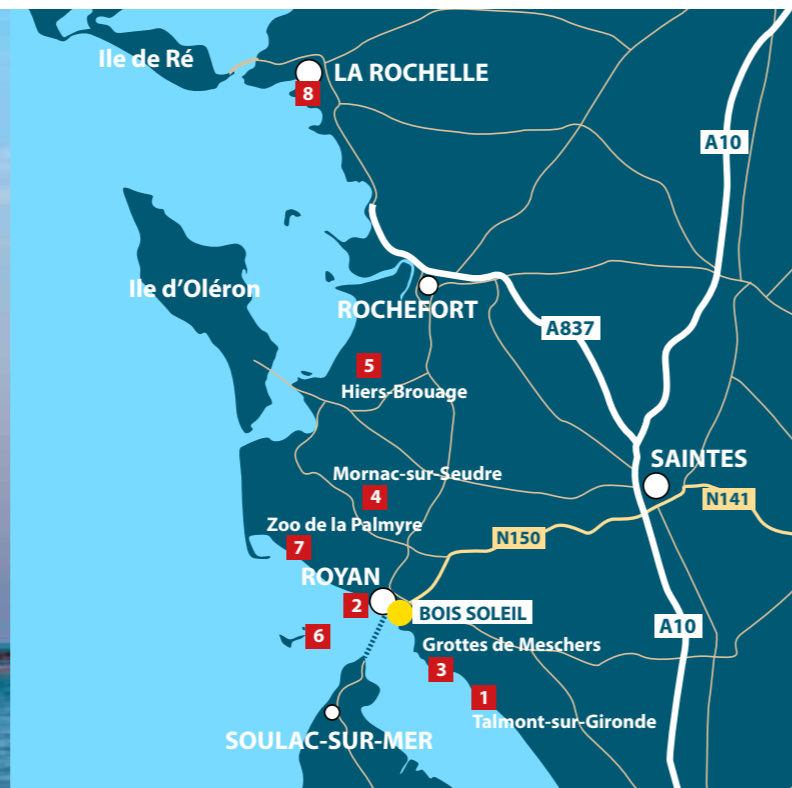 Ile de Ré
LA ROCHELLE
8
A10
Ile d'Oléron
ROCHEFORT
A837
5
Hiers-Brouage
SAINTES
Mornac-sur-Seudre
4
N141
Zoo de la Palmyre
7
N150
ROYAN
2
BOIS SOLEIL
6
A10
Grottes de Meschers
3
1
Talmont-sur-Gironde
SOULAC-SUR-MER